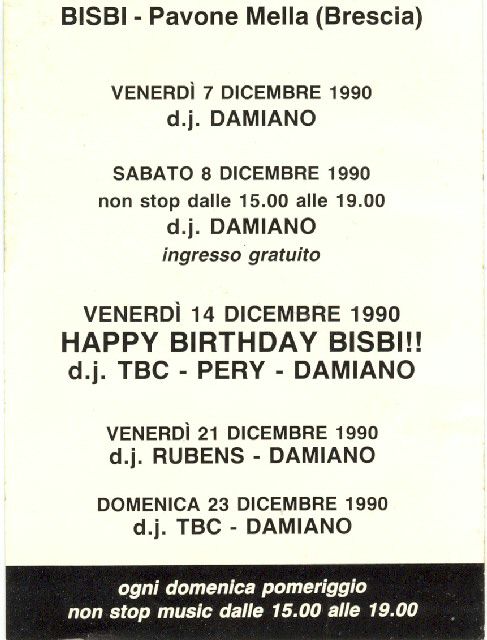 BISBI - Pavone Mella (Brescia)
VENERDÌ 7 DICEMBRE 1990
d.j. DAMIANO
SABATO 8 DICEMBRE 1990
non stop dalle 15.00 alle 19.00
d.j. DAMIANO
ingresso gratuito
VENERDÌ 14 DICEMBRE 1990
HAPPY BIRTHDAY BISBI!!
d.j. TBC - PERY - DAMIANO
VENERDÌ 21 DICEMBRE 1990
d.j. RUBENS - DAMIANO
DOMENICA 23 DICEMBRE 1990
d.j. TBC - DAMIANO
ogni domenica pomeriggio
non stop music dalle 15.00 alle 19.00